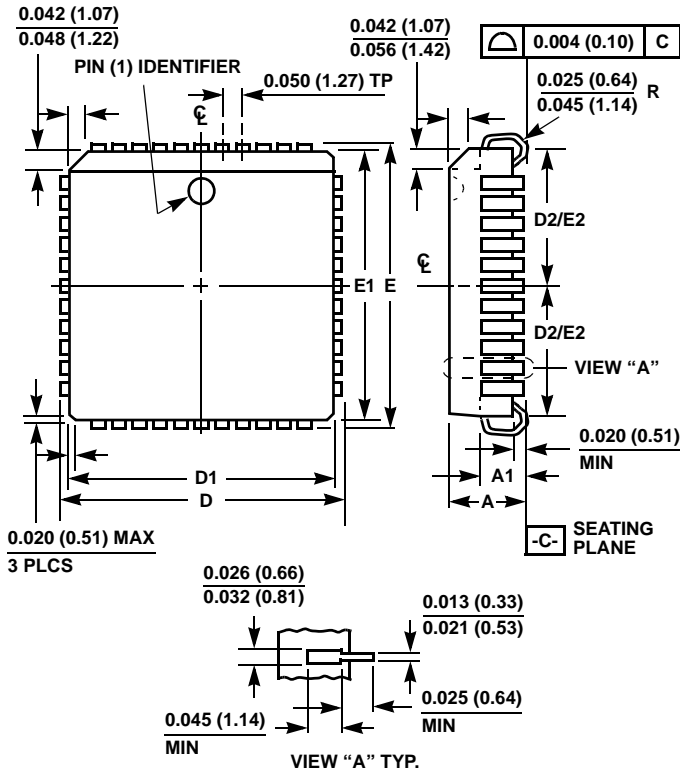 0.042 (1.07)
0.048 (1.22)
PIN (1) IDENTIFIER
0.050 (1.27) TP
0.042 (1.07)
0.056 (1.42)
0.004 (0.10) C
0.025 (0.64)
0.045 (1.14)
R
CL
CL
D2/E2
E1 E
D2/E2
VIEW “A”
0.020 (0.51)
MIN
D1
A1
D
A
0.020 (0.51) MAX
3 PLCS
-C- SEATING
PLANE
0.026 (0.66)
0.032 (0.81)
0.013 (0.33)
0.021 (0.53)
0.045 (1.14)
MIN
0.025 (0.64)
MIN
VIEW “A” TYP.